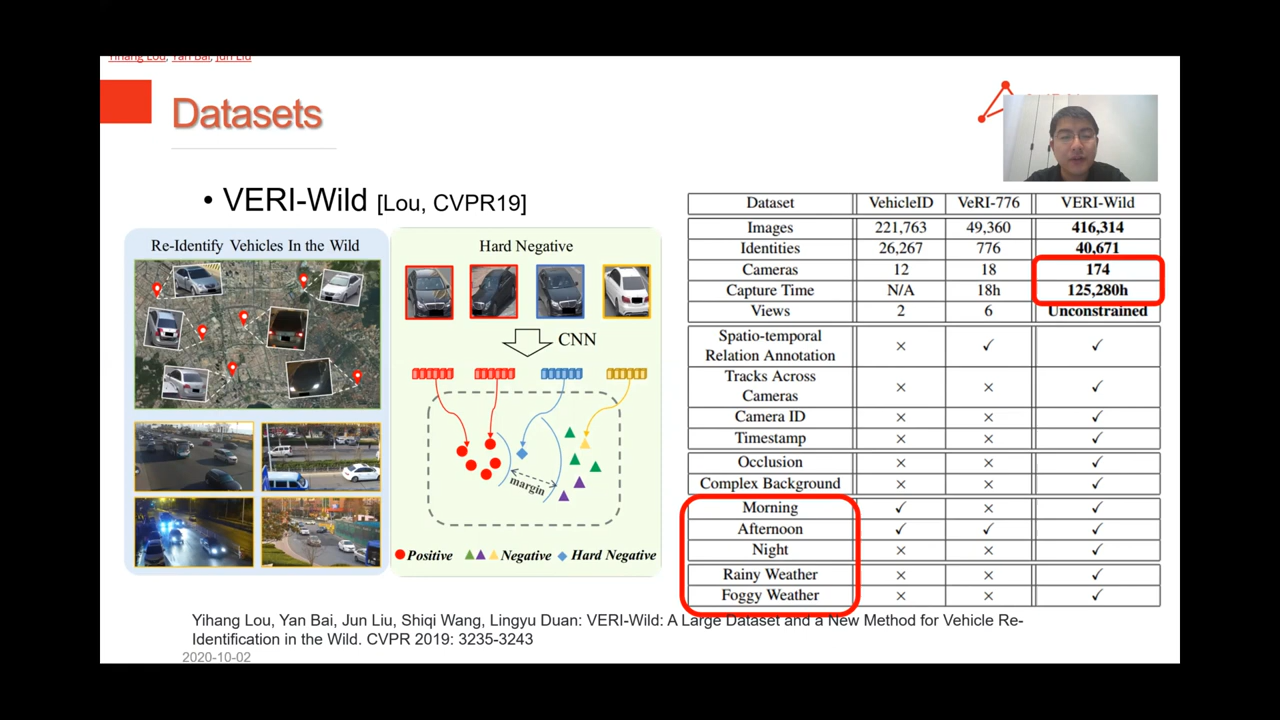 Yihang Lou, Yan Bai, Jun Liu
Datasets
• VERI-Wild [Lou, CVPR19]
Re-Identify Vehicles In the Wild
Hard Negative
CNN
margin
Positive Negative Hard Negative
Dataset VehicleID VeRI-776 VERI-Wild
Images 221,763 49,360 416,314
Identities 26,267 776 40,671
Cameras 12 18 174
Capture Time N/A 18h 125,280h
Views 2 6 Unconstrained
Spatio-temporal
Relation Annotation × ✓ ✓
Tracks Across
Cameras × × ✓
Camera ID × × ✓
Timestamp × × ✓
Occlusion × × ✓
Complex Background × × ✓
Morning ✓ × ✓
Afternoon ✓ ✓ ✓
Night × × ✓
Rainy Weather × × ✓
Foggy Weather × × ✓
Yihang Lou, Yan Bai, Jun Liu, Shiqi Wang, Lingyu Duan: VERI-Wild: A Large Dataset and a New Method for Vehicle Re-
Identification in the Wild. CVPR 2019: 3235-3243
2020-10-02